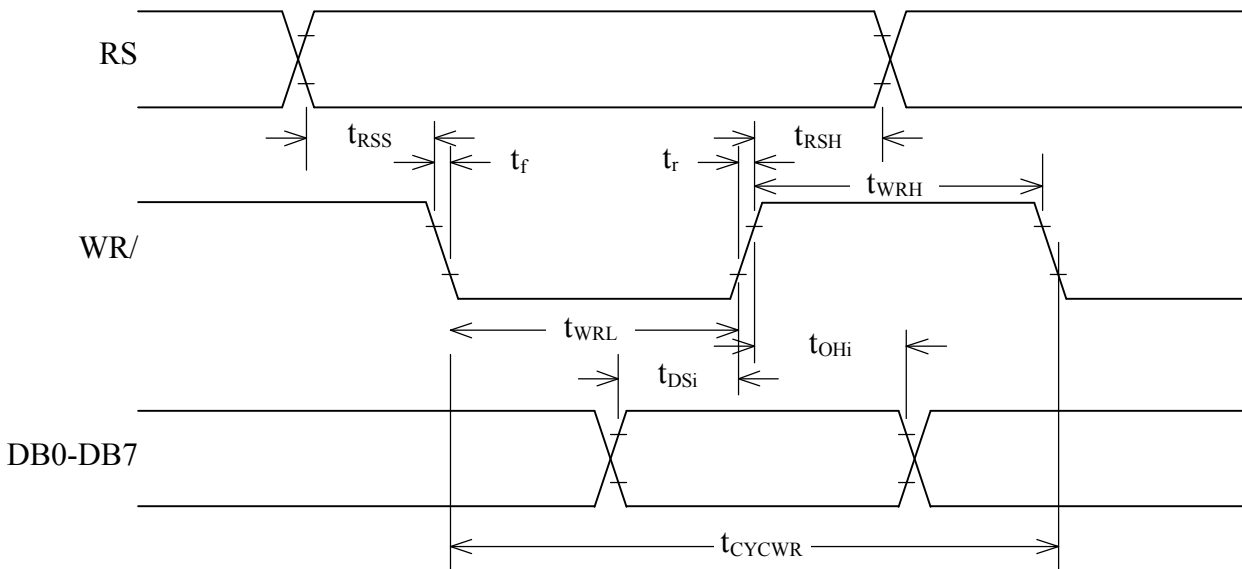 RS
tRSS
tRSH
tf
tr
tWRH
WR/
tWRL
tOHi
tDSi
DB0-DB7
tCYCWR